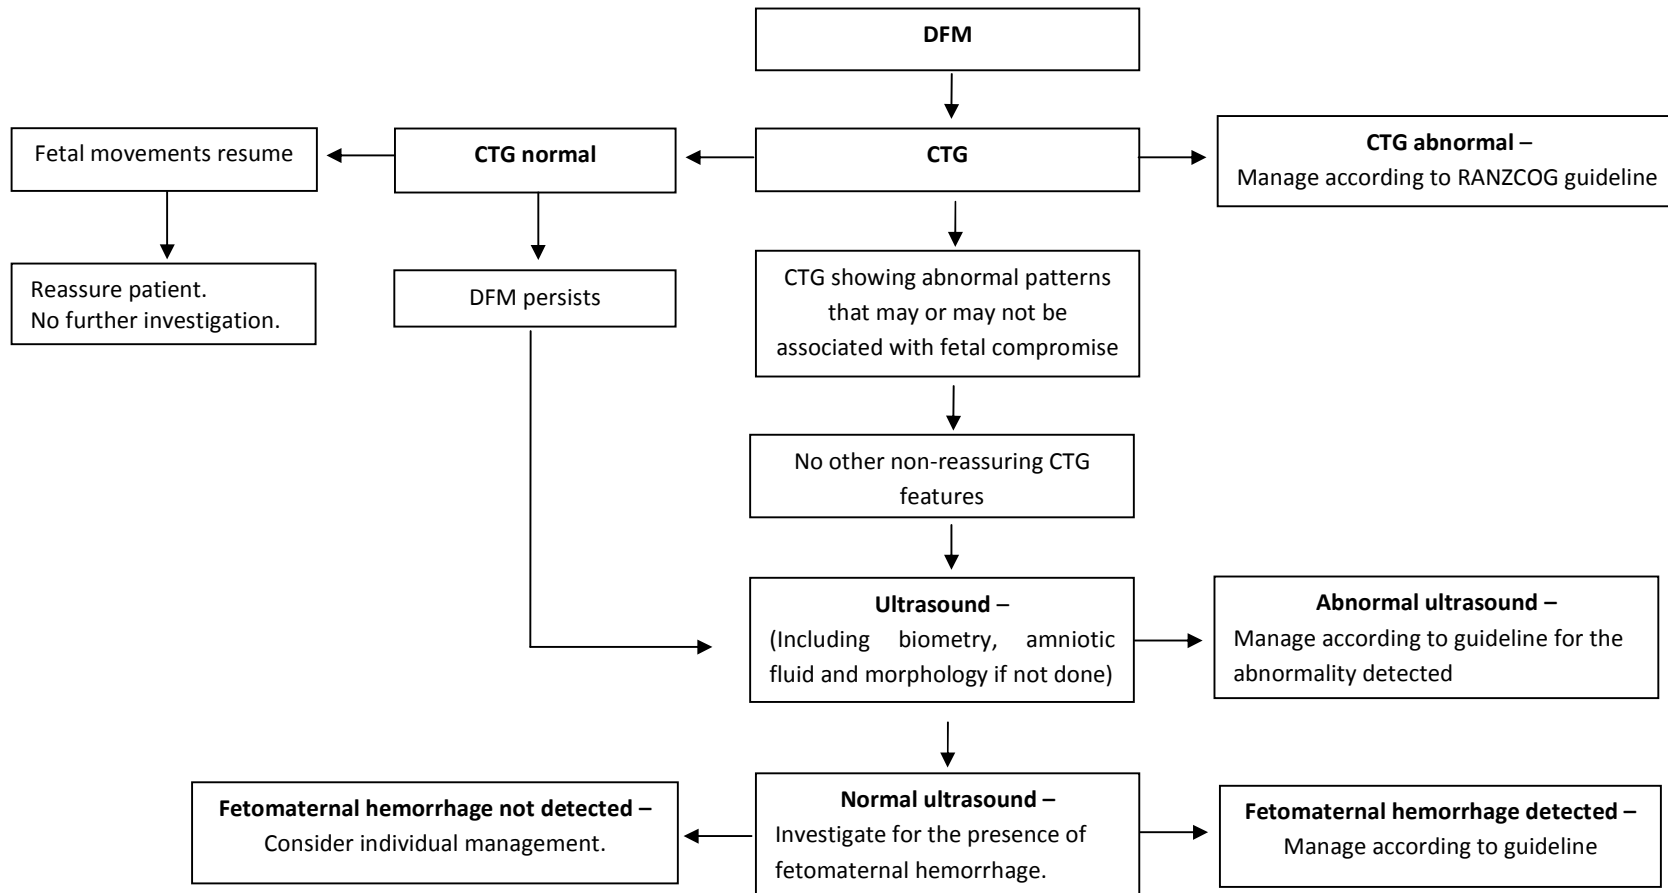 DFM
Fetal movements resume
CTG normal
CTG
CTG abnormal –
Manage according to RANZCOG guideline
Reassure patient.
No further investigation.
DFM persists
CTG showing abnormal patterns
that may or may not be
associated with fetal compromise
No other non-reassuring CTG
features
Ultrasound –
(Including biometry, amniotic
fluid and morphology if not done)
Abnormal ultrasound –
Manage according to guideline for the
abnormality detected
Fetomaternal hemorrhage not detected –
Consider individual management.
Normal ultrasound –
Investigate for the presence of
fetomaternal hemorrhage.
Fetomaternal hemorrhage detected –
Manage according to guideline